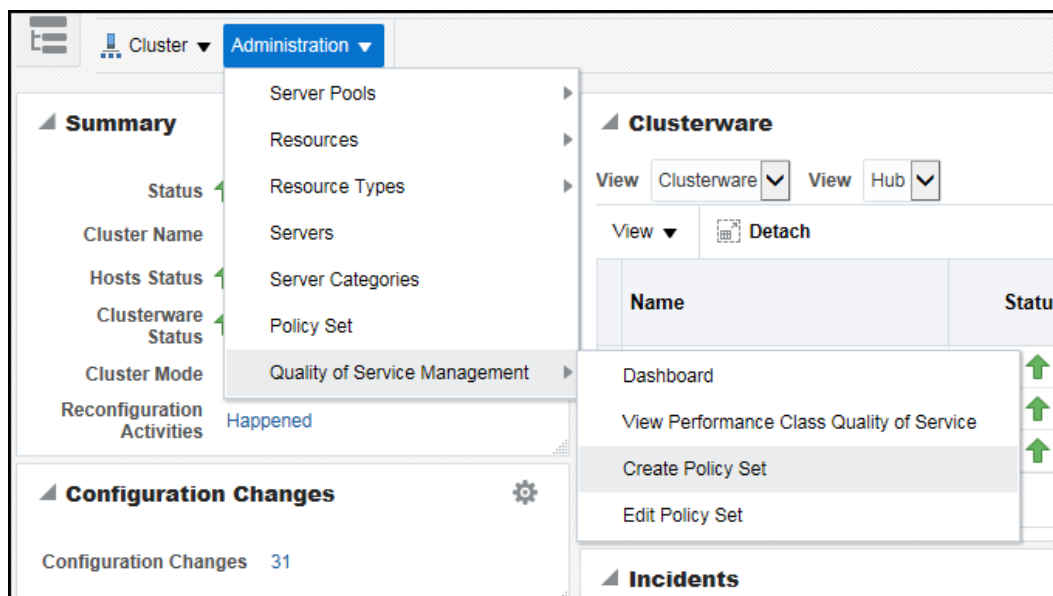 Cluster
Administration
Server Pools
Resources
Resource Types
Servers
Server Categories
Policy Set
Quality of Service Management
Dashboard
View Performance Class Quality of Service
Create Policy Set
Edit Policy Set
Summary
Status
Cluster Name
Hosts Status
Clusterware
Status
Cluster Mode
Reconfiguration
Activities
Happened
Configuration Changes
Configuration Changes 31
Clusterware
View Clusterware View Hub
View Detach
Name Statu
Incidents